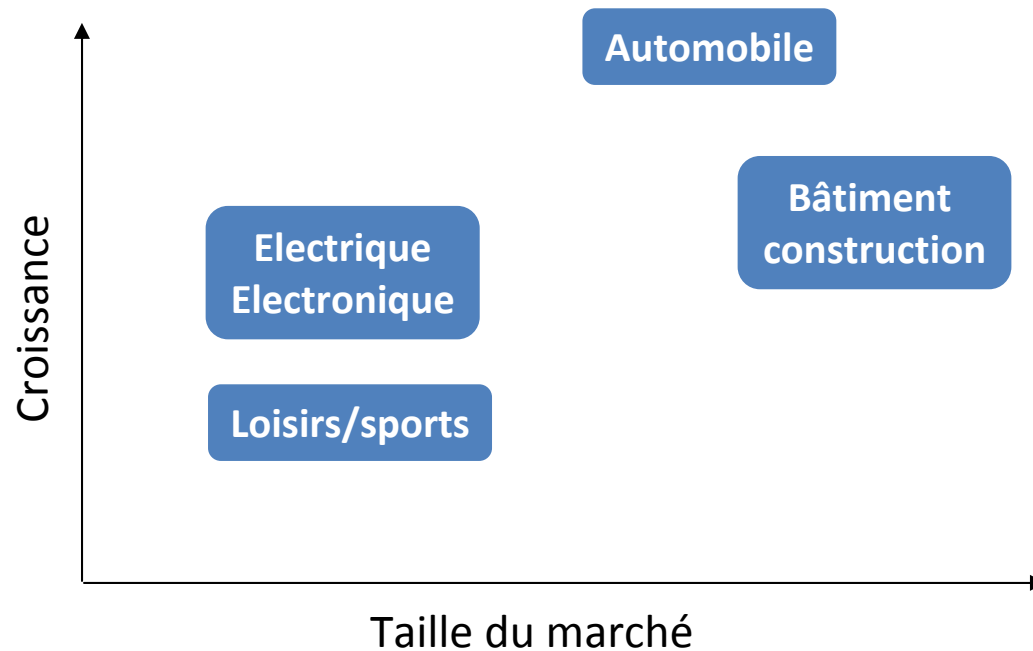 Automobile
Bâtiment
construction
Electrique
Electronique
Loisirs/sports
Croissance
Taille du marché